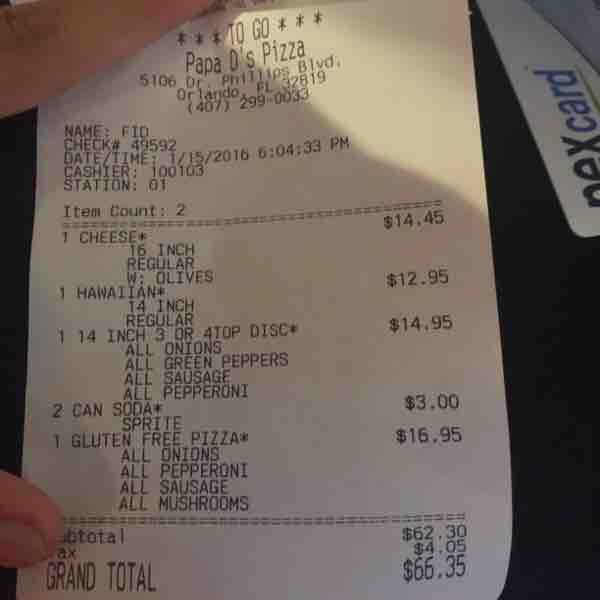 * * * TO GO * * *
Papa D's Pizza
5106 Dr. Phillips Blvd.
Orlando, FL 32819
(407) 299-0033
NAME: FID
CHECK# 49592
DATE/TIME: 1/15/2016 6:04:33 PM
CASHIER: 100103
STATION: 01
Item Count: 2
1 CHEESE* $14.45
16 INCH
REGULAR
W: OLIVES
1 HAWAIIAN* $12.95
14 INCH
REGULAR
1 14 INCH 3 OR 4TOP DISC* $14.95
ALL ONIONS
ALL GREEN PEPPERS
ALL SAUSAGE
ALL PEPPERONI
2 CAN SODA* $3.00
SPRITE
1 GLUTEN FREE PIZZA* $16.95
ALL ONIONS
ALL PEPPERONI
ALL SAUSAGE
ALL MUSHROOMS
ubtotal $62.30
ax $4.05
GRAND TOTAL $66.35
pexcard